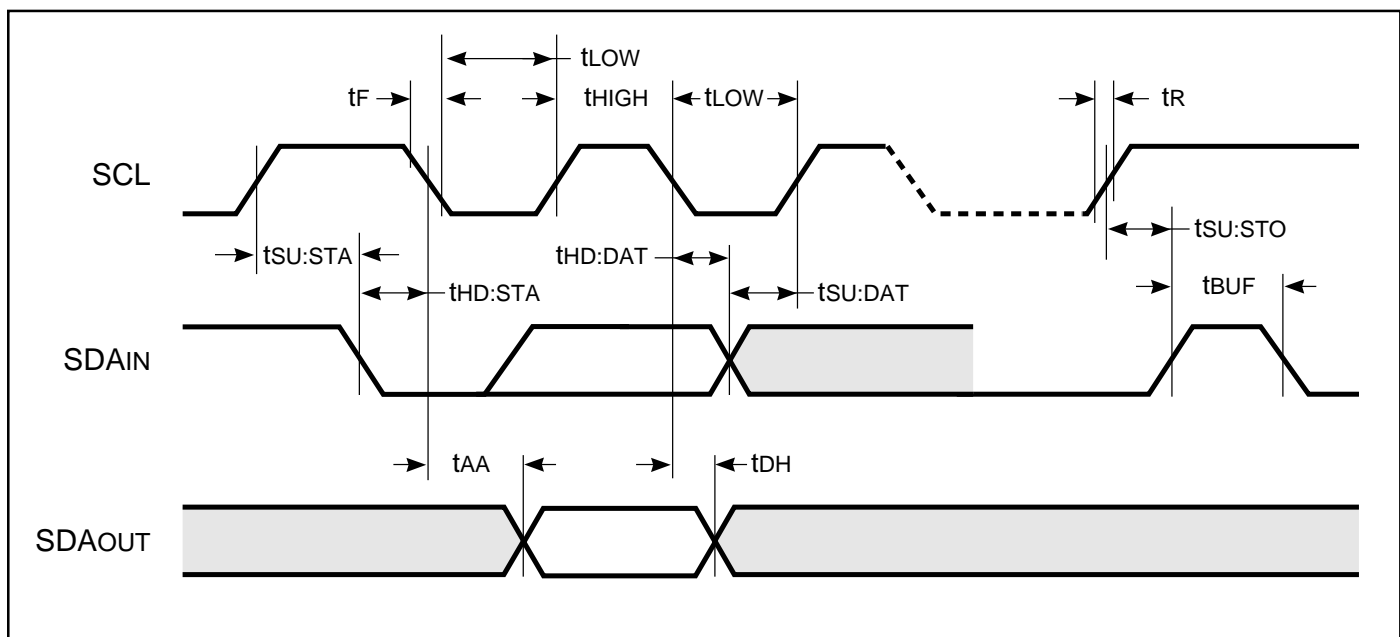 tLOW
tF
tHIGH
tLOW
tR
SCL
tSU:STA
tHD:DAT
tSU:STO
tHD:STA
tSU:DAT
tBUF
SDAIN
tAA
tDH
SDAOUT